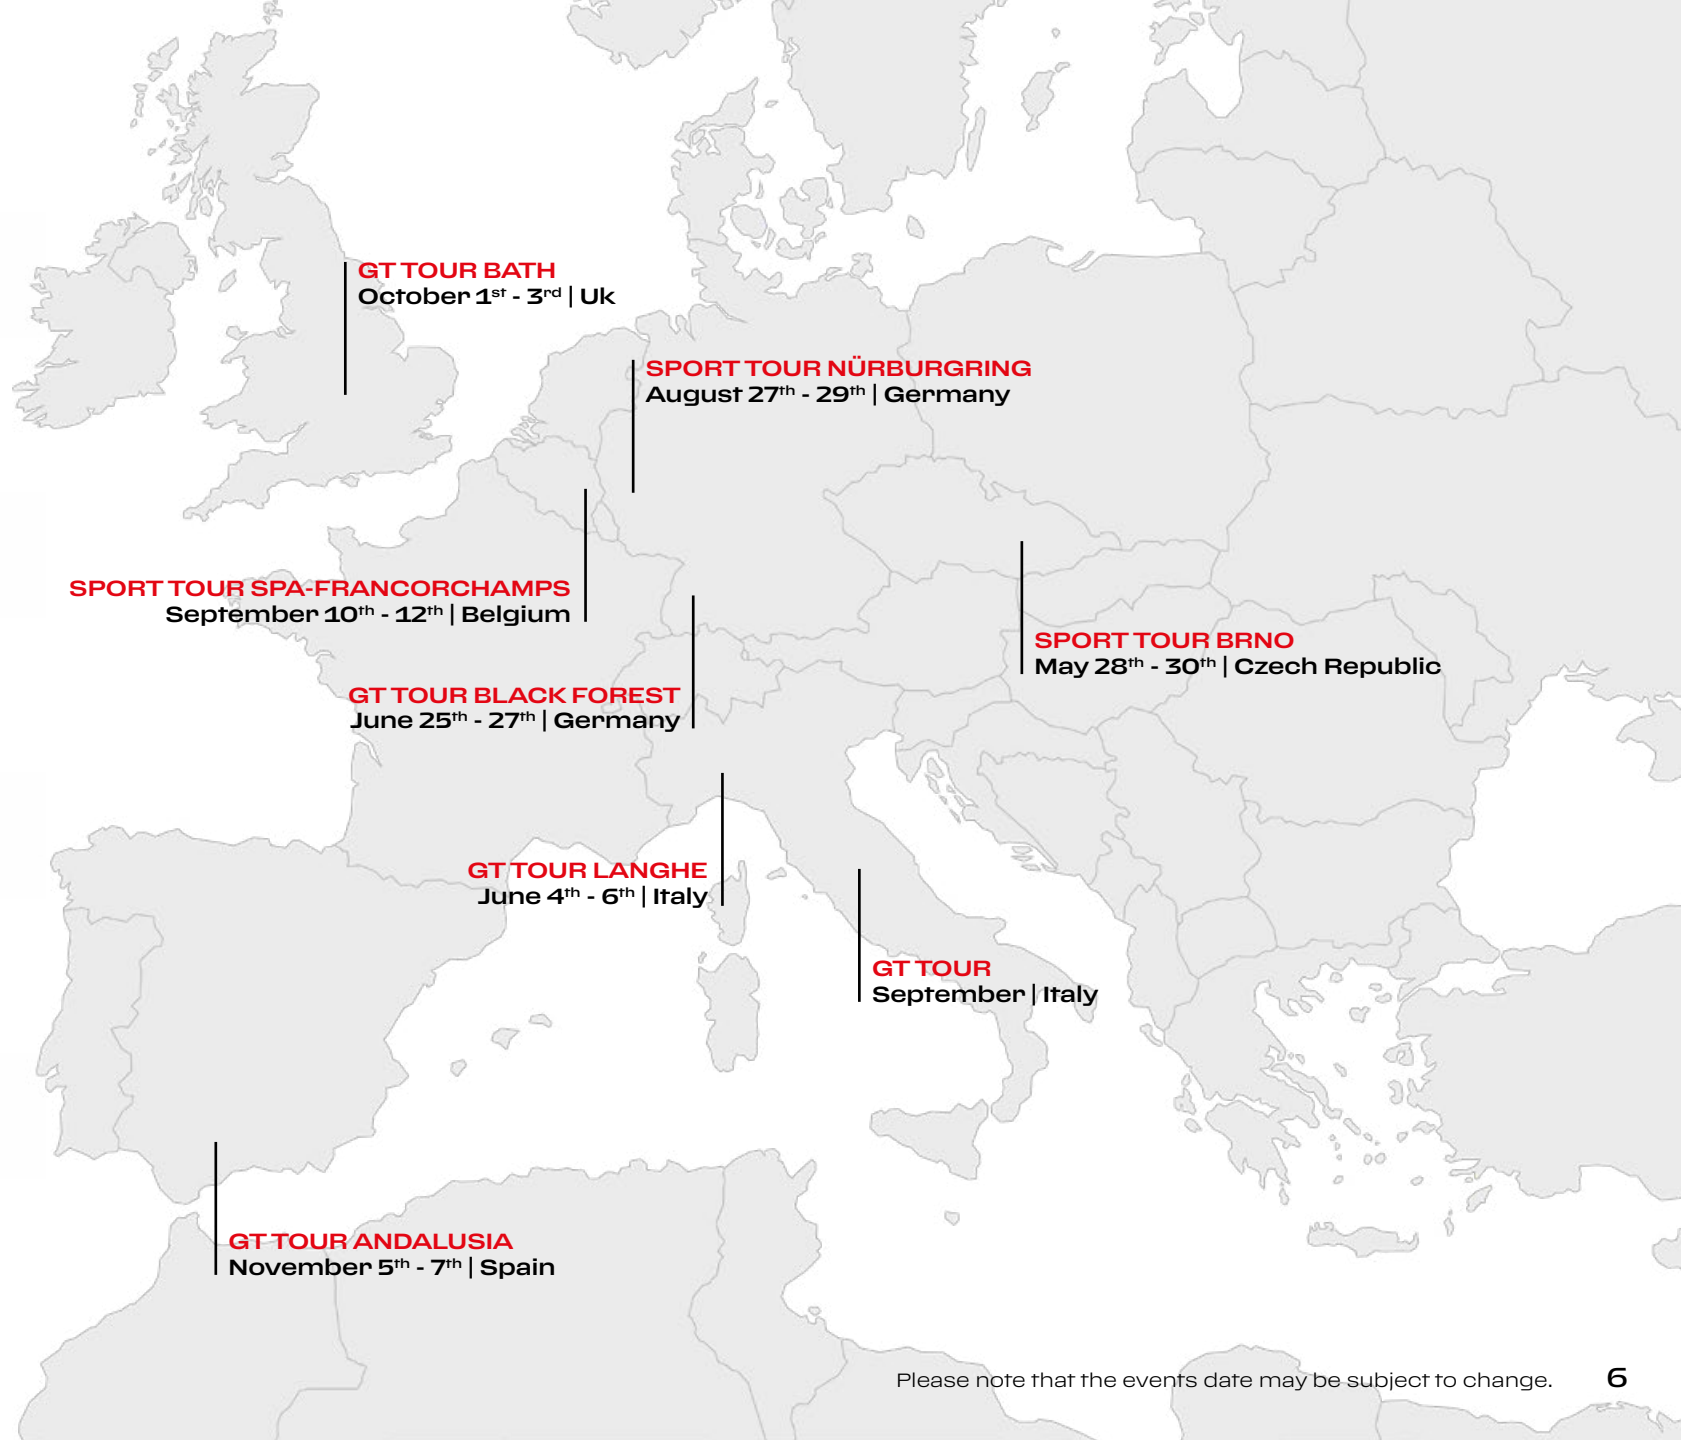 GT TOUR BATH
October 1st - 3rd | Uk
SPORT TOUR NÜRBURGRING
August 27th - 29th | Germany
SPORT TOUR SPA-FRANCORCHAMPS
September 10th - 12th | Belgium
SPORT TOUR BRNO
May 28th - 30th | Czech Republic
GT TOUR BLACK FOREST
June 25th - 27th | Germany
GT TOUR LANGHE
June 4th - 6th | Italy
GT TOUR
September | Italy
GT TOUR ANDALUSIA
November 5th - 7th | Spain
Please note that the events date may be subject to change. 6